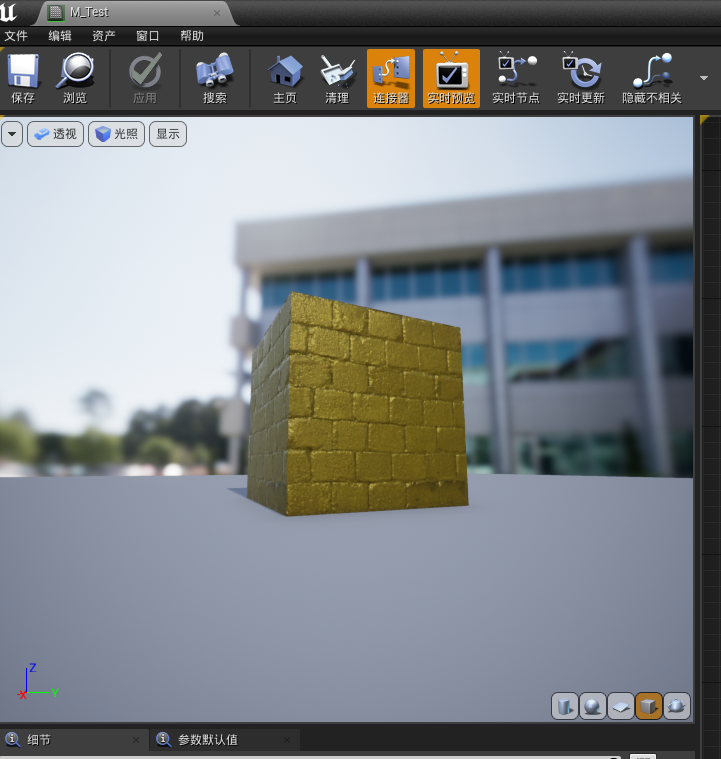 M_Test
文件 编辑 资产 窗口 帮助
保存 浏览 应用 搜索 主页 清理 连接器 实时预览 实时节点 实时更新 隐藏不相关
透视 光照 显示
Z
X Y
细节 参数默认值